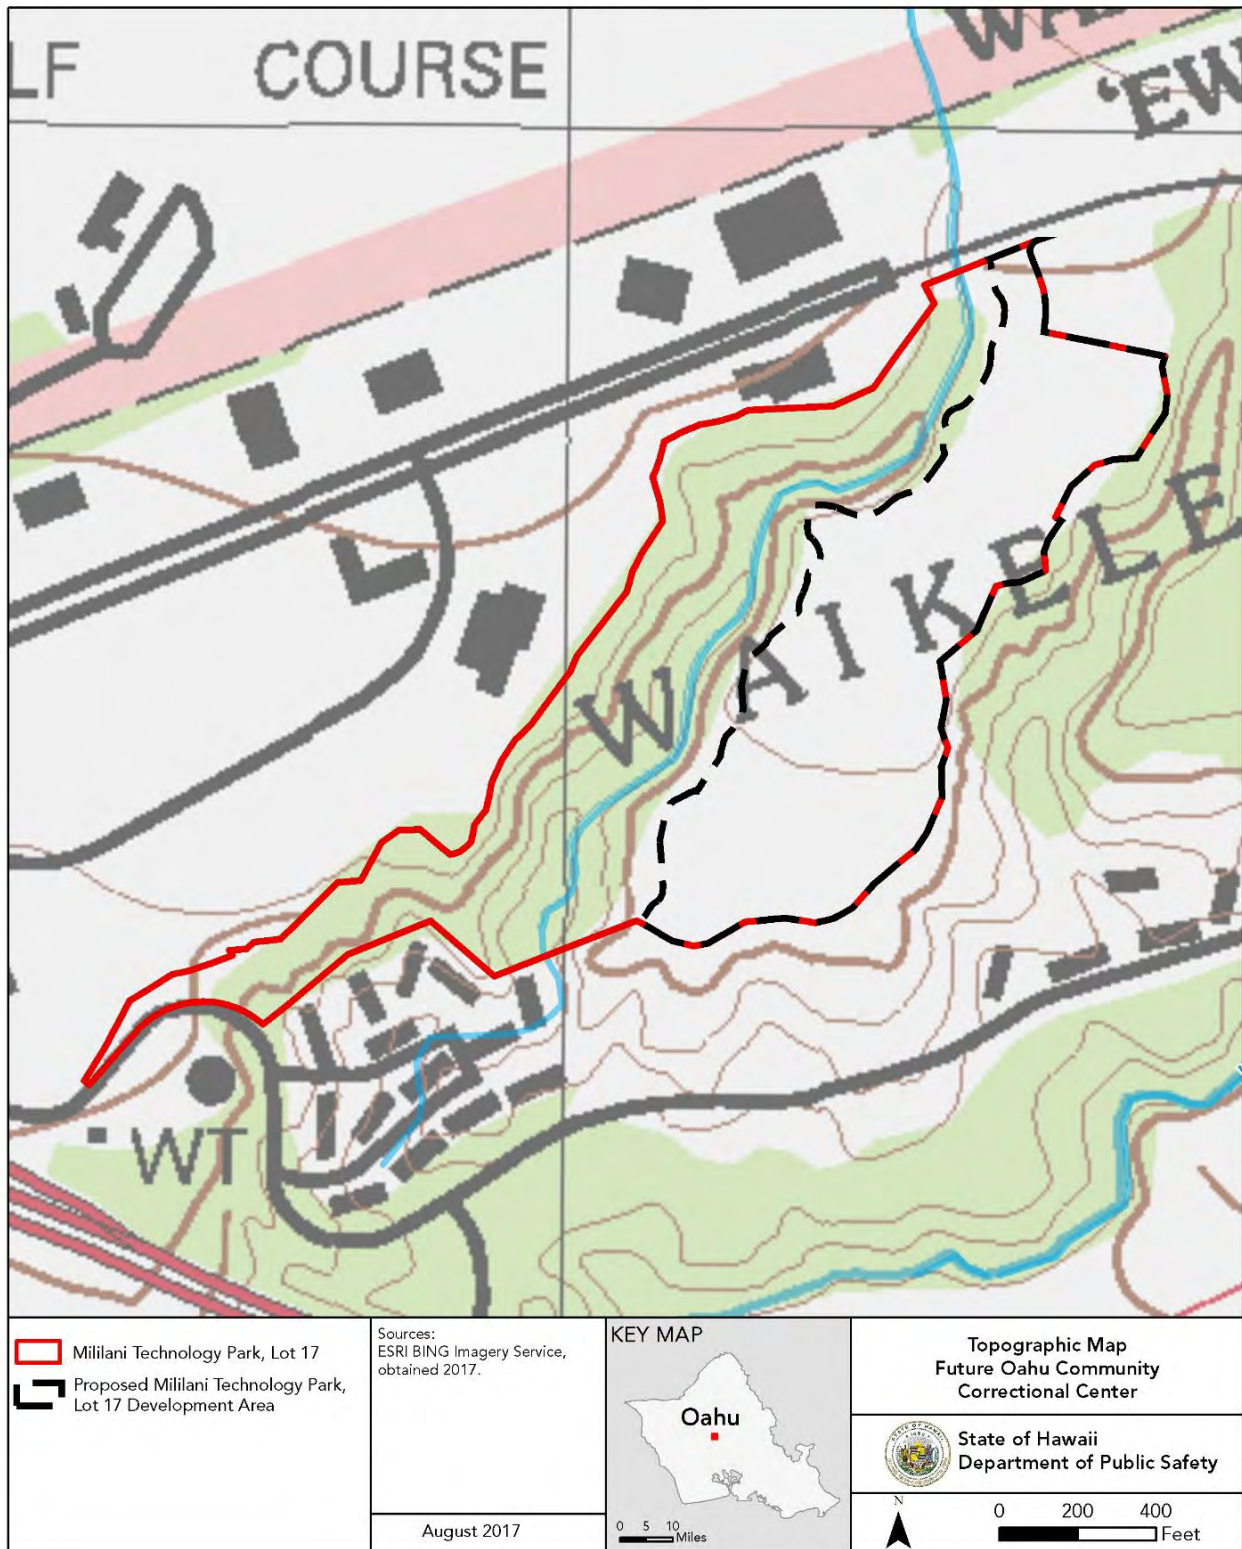 LF COURSE
'EW
WAIKELE
WT
Mililani Technology Park, Lot 17
Proposed Mililani Technology Park,
Lot 17 Development Area
Sources:
ESRI BING Imagery Service,
obtained 2017.
August 2017
KEY MAP
Oahu
0 5 10
Miles
Topographic Map
Future Oahu Community
Correctional Center
State of Hawaii
Department of Public Safety
N
0 200 400
Feet